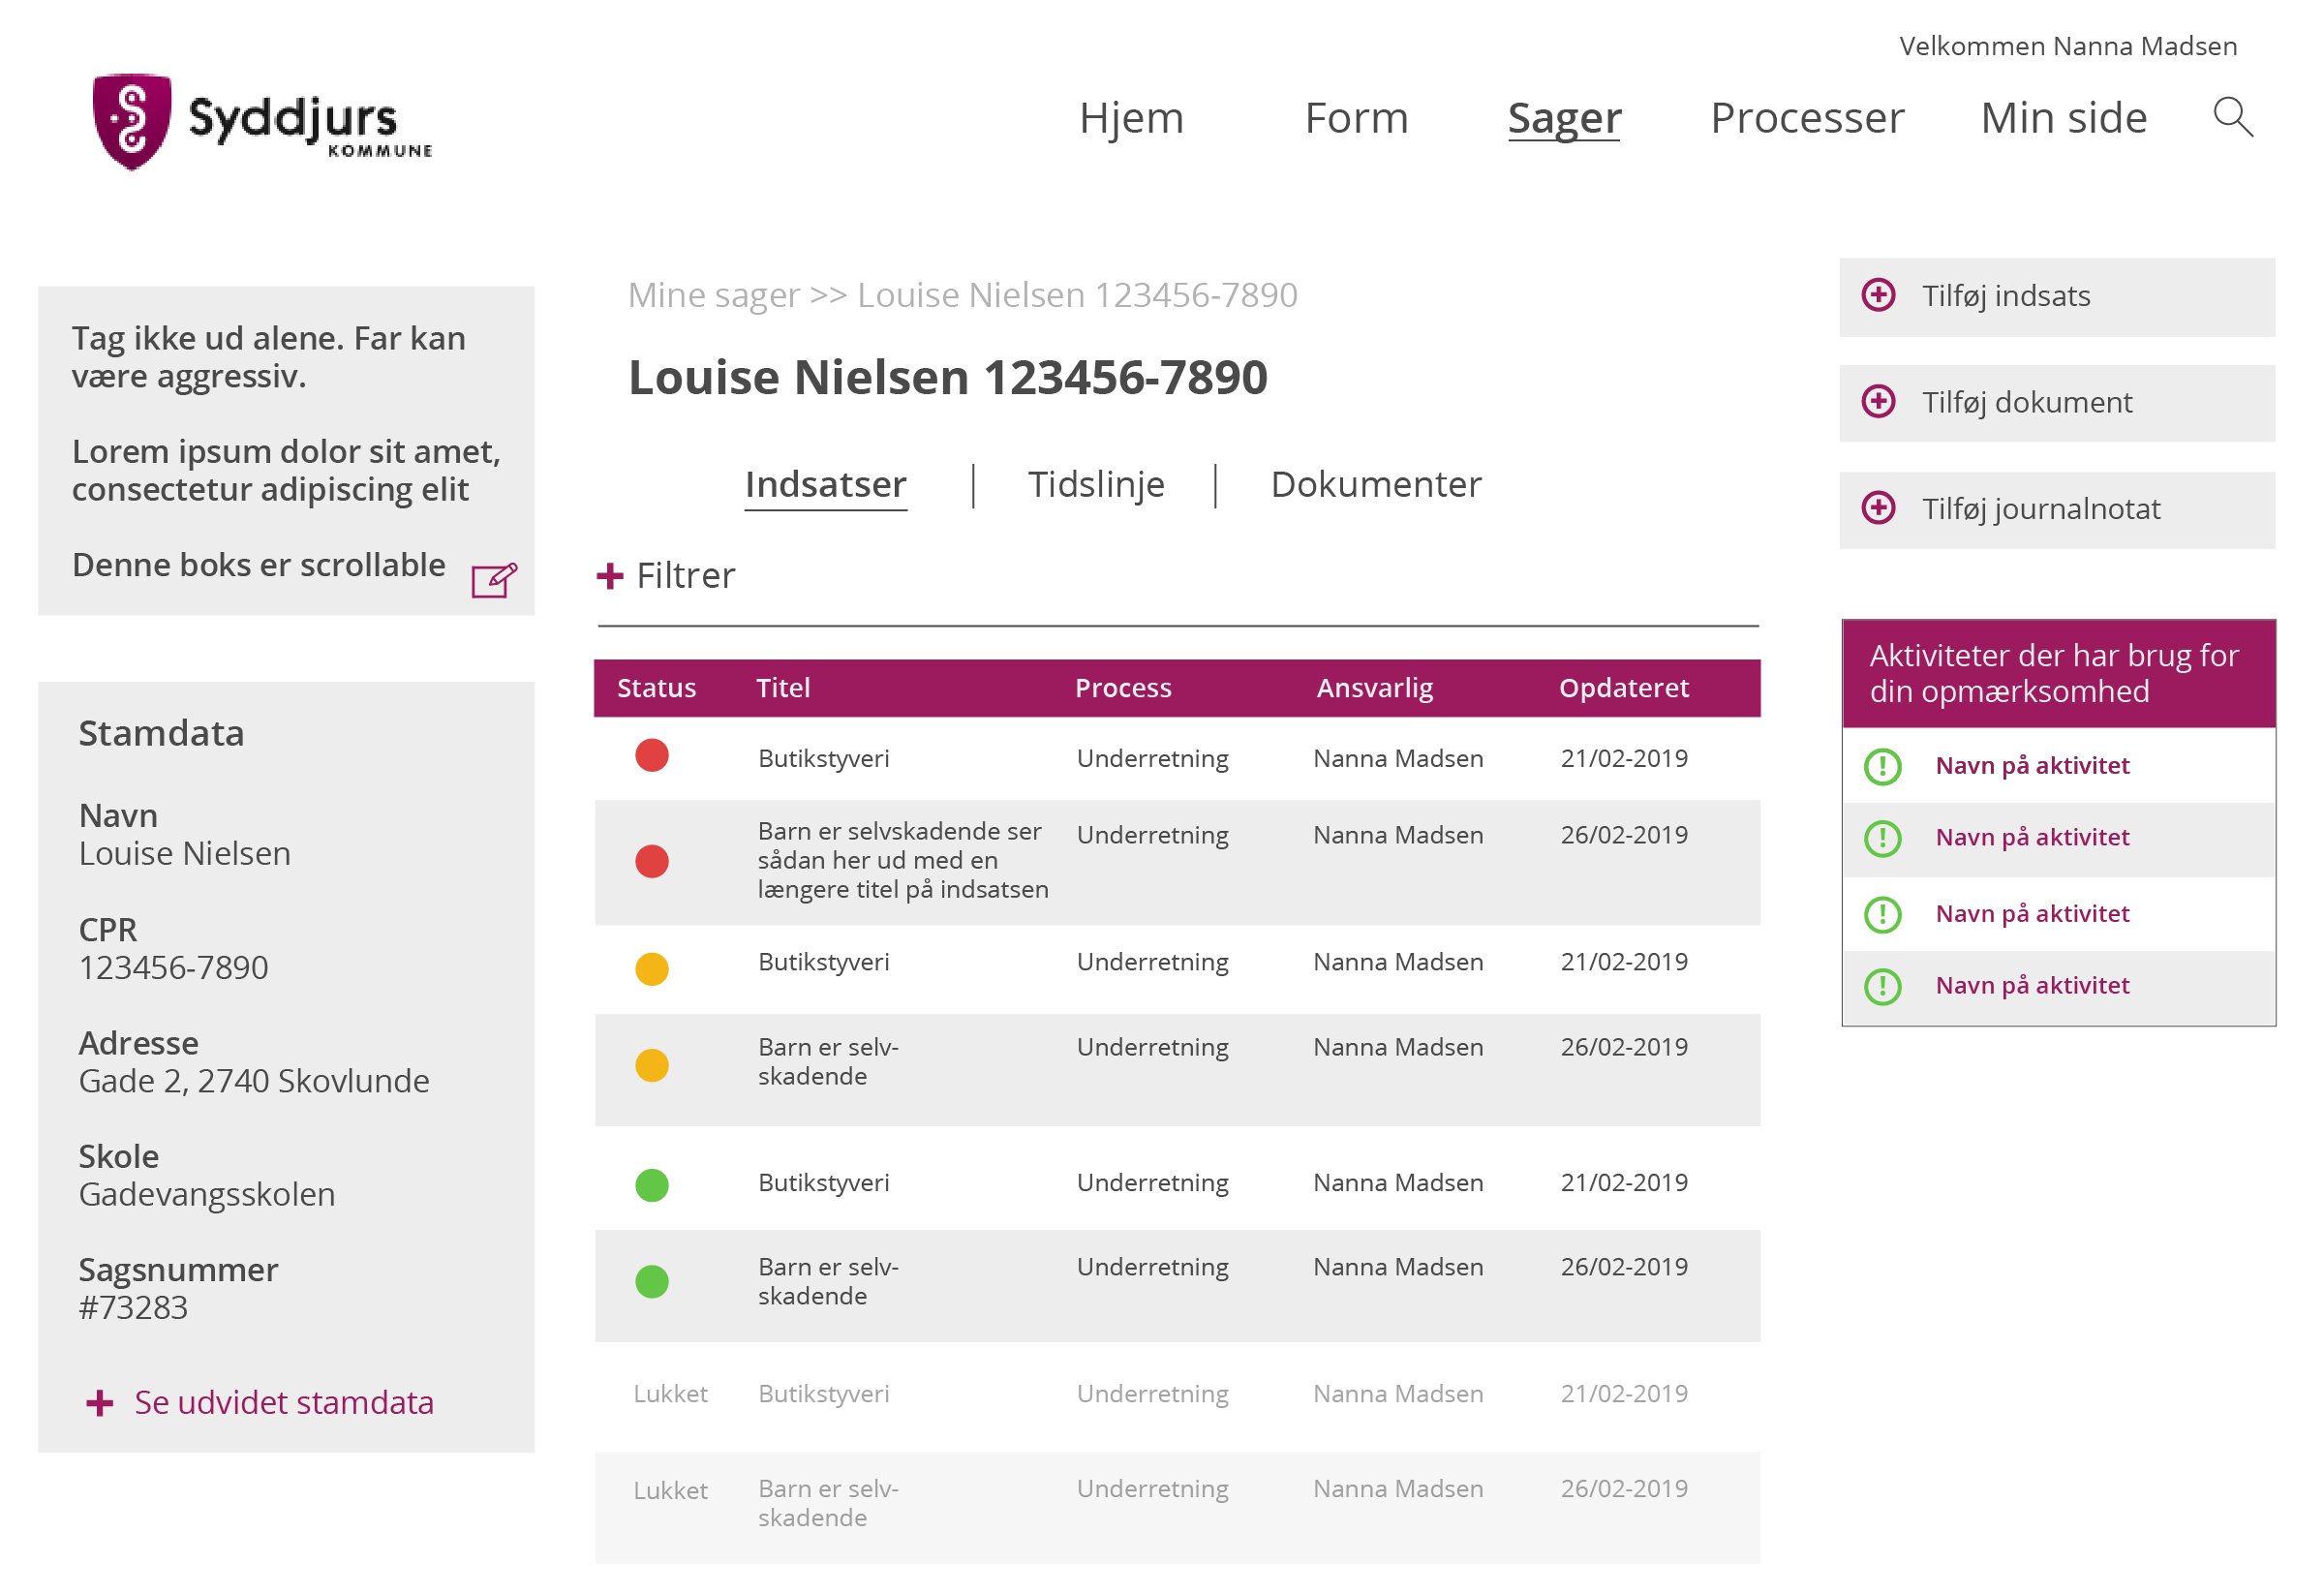 Velkommen Nanna Madsen
Syddjurs
KOMMUNE
Hjem Form Sager Processer Min side
Tag ikke ud alene. Far kan
være aggressiv.
Lorem ipsum dolor sit amet,
consectetur adipiscing elit
Denne boks er scrollable
Stamdata
Navn
Louise Nielsen
CPR
123456-7890
Adresse
Gade 2, 2740 Skovlunde
Skole
Gadevangsskolen
Sagsnummer
#73283
Se udvidet stamdata
Mine sager >> Louise Nielsen 123456-7890
Louise Nielsen 123456-7890
Indsatser | Tidslinje | Dokumenter
+ Filtrer
Status Titel Process Ansvarlig Opdateret
Butikstyveri Underretning Nanna Madsen 21/02-2019
Barn er selvskadende ser Underretning Nanna Madsen 26/02-2019
sådan her ud med en
længere titel på indsatsen
Butikstyveri Underretning Nanna Madsen 21/02-2019
Barn er selv- Underretning Nanna Madsen 26/02-2019
skadende
Butikstyveri Underretning Nanna Madsen 21/02-2019
Barn er selv- Underretning Nanna Madsen 26/02-2019
skadende
Lukket Butikstyveri Underretning Nanna Madsen 21/02-2019
Lukket Barn er selv- Underretning Nanna Madsen 26/02-2019
skadende
Tilføj indsats
Tilføj dokument
Tilføj journalnotat
Aktiviteter der har brug for
din opmærksomhed
Navn på aktivitet
Navn på aktivitet
Navn på aktivitet
Navn på aktivitet